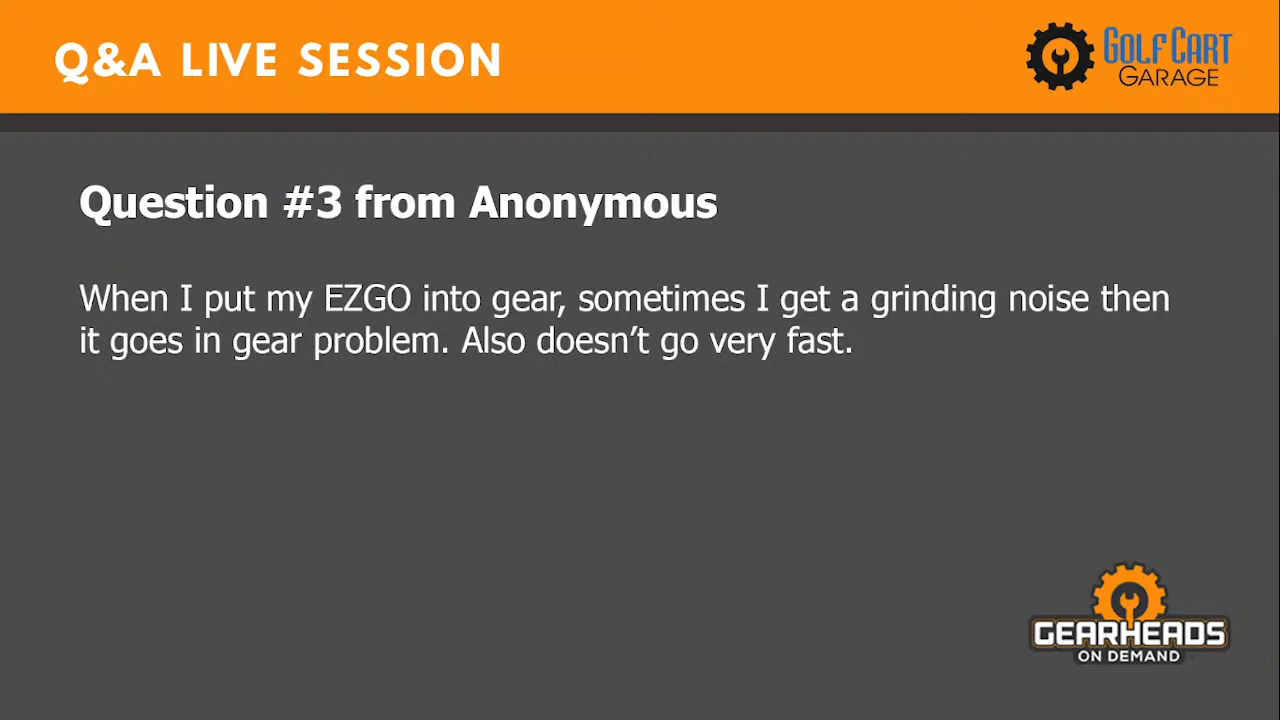 Q&A LIVE SESSION
GOLF CART
GARAGE
Question #3 from Anonymous
When I put my EZGO into gear, sometimes I get a grinding noise then
it goes in gear problem. Also doesn’t go very fast.
GEARHEADS
ON DEMAND